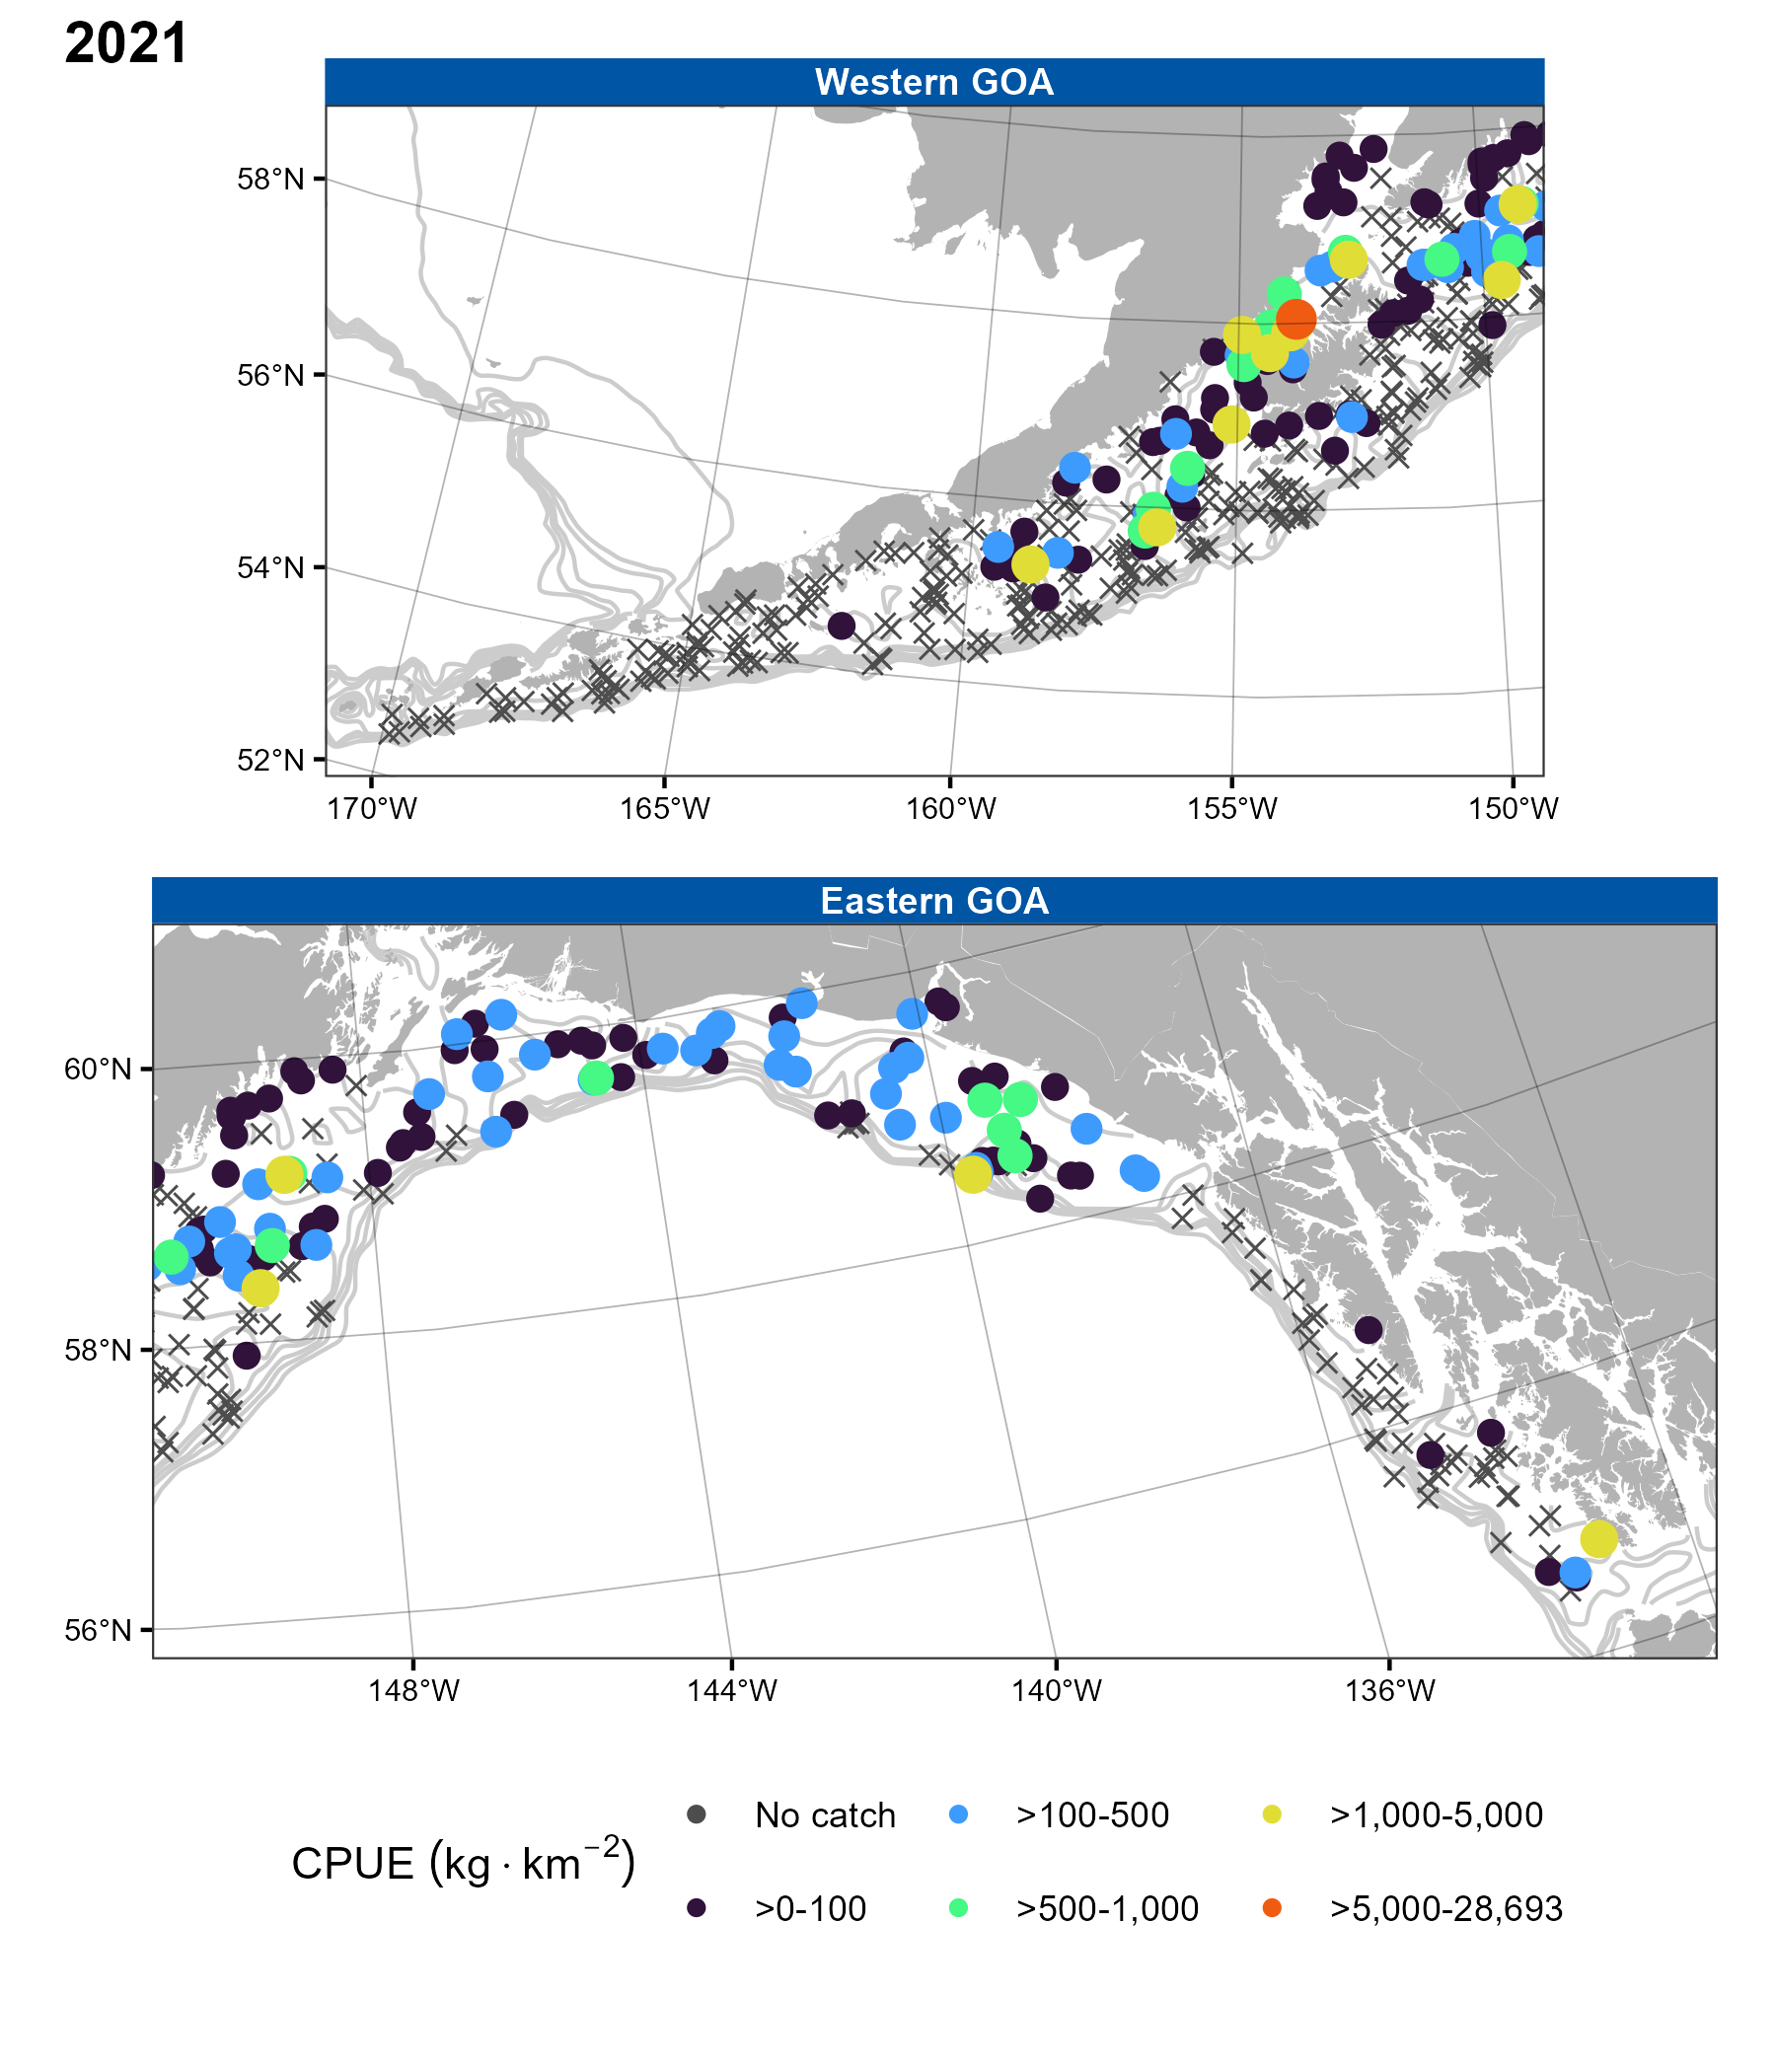 2021
Western GOA
58°N
56°N
54°N
52°N
170°W 165°W 160°W 155°W 150°W
Eastern GOA
60°N
58°N
56°N
148°W 144°W 140°W 136°W
CPUE (kg · km⁻²)
No catch >100-500 >1,000-5,000
>0-100 >500-1,000 >5,000-28,693